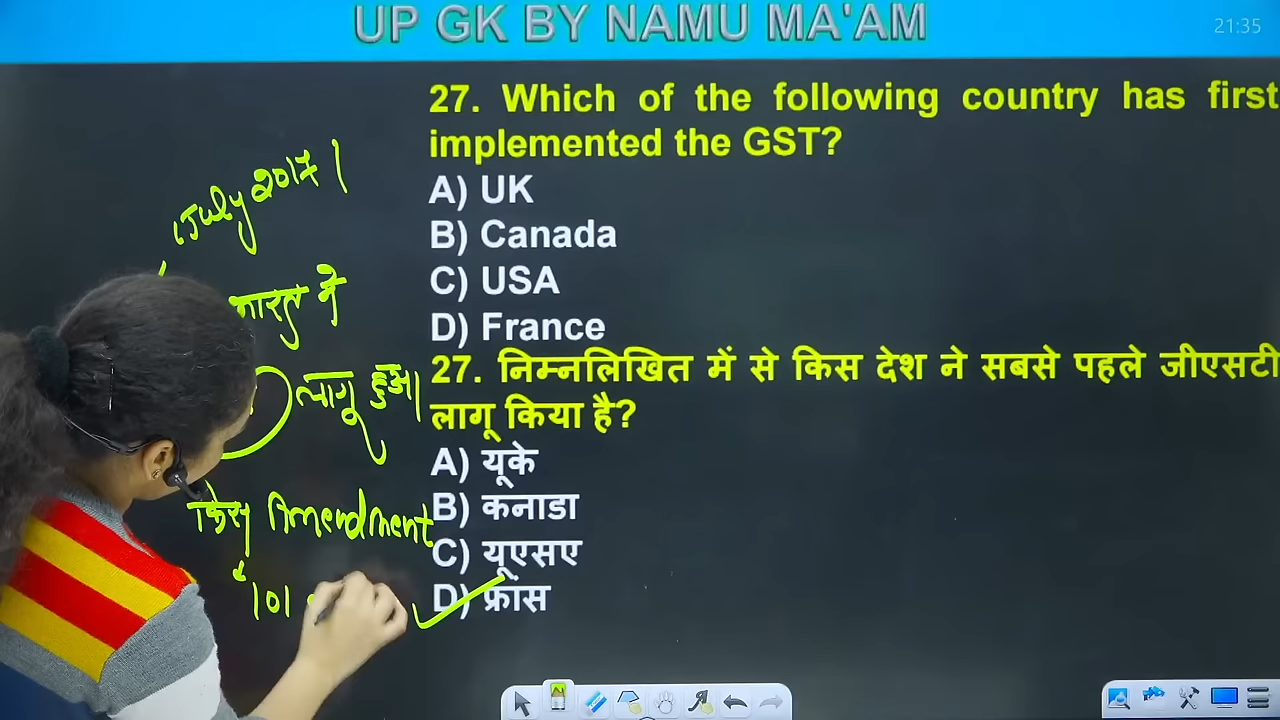 UP GK BY NAMU MA'AM
21:35
27. Which of the following country has first
implemented the GST?
A) UK
B) Canada
C) USA
D) France
27. निम्नलिखित में से किस देश ने सबसे पहले जीएसटी
लागू किया है?
A) यूके
B) कनाडा
C) यूएसए
D) फ्रांस
1 July 2017
भारत में
लागू हुआ।
किस Amendment
101